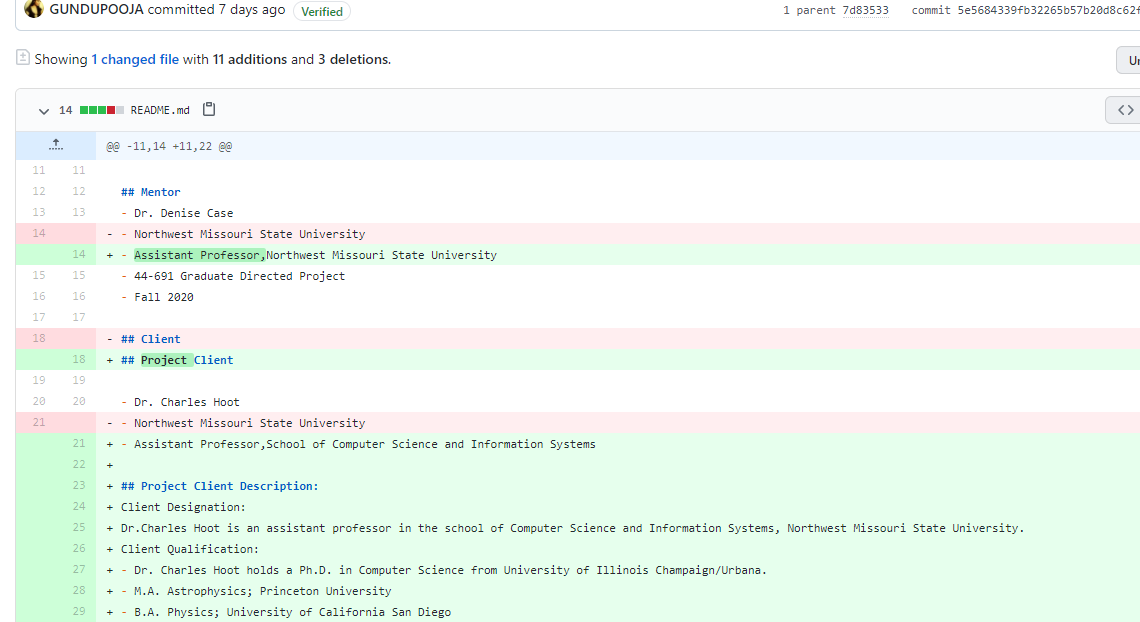 GUNDUPOOJA committed 7 days ago Verified 1 parent 7d83533 commit 5e5684339fb32265b57b20d8c62f
Showing 1 changed file with 11 additions and 3 deletions.
14 README.md <>
@@ -11,14 +11,22 @@
11 11
12 12 ## Mentor
13 13 - Dr. Denise Case
14 - - Northwest Missouri State University
14 + - Assistant Professor,Northwest Missouri State University
15 15 - 44-691 Graduate Directed Project
16 16 - Fall 2020
17 17
18 - ## Client
18 + ## Project Client
19 19
20 20 - Dr. Charles Hoot
21 - - Northwest Missouri State University
21 + - Assistant Professor,School of Computer Science and Information Systems
22 +
23 + ## Project Client Description:
24 + Client Designation:
25 + Dr.Charles Hoot is an assistant professor in the school of Computer Science and Information Systems, Northwest Missouri State University.
26 + Client Qualification:
27 + - Dr. Charles Hoot holds a Ph.D. in Computer Science from University of Illinois Champaign/Urbana.
28 + - M.A. Astrophysics; Princeton University
29 + - B.A. Physics; University of California San Diego